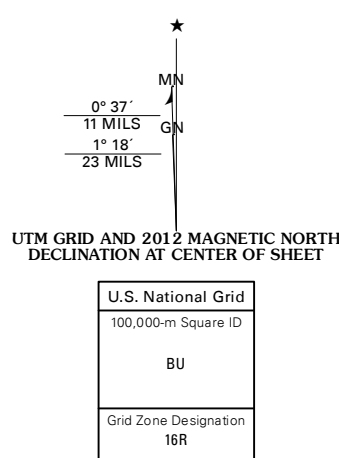 ★
MN
0° 37´
11 MILS
GN
1° 18´
23 MILS
UTM GRID AND 2012 MAGNETIC NORTH
DECLINATION AT CENTER OF SHEET
U.S. National Grid
100,000-m Square ID
BU
Grid Zone Designation
16R